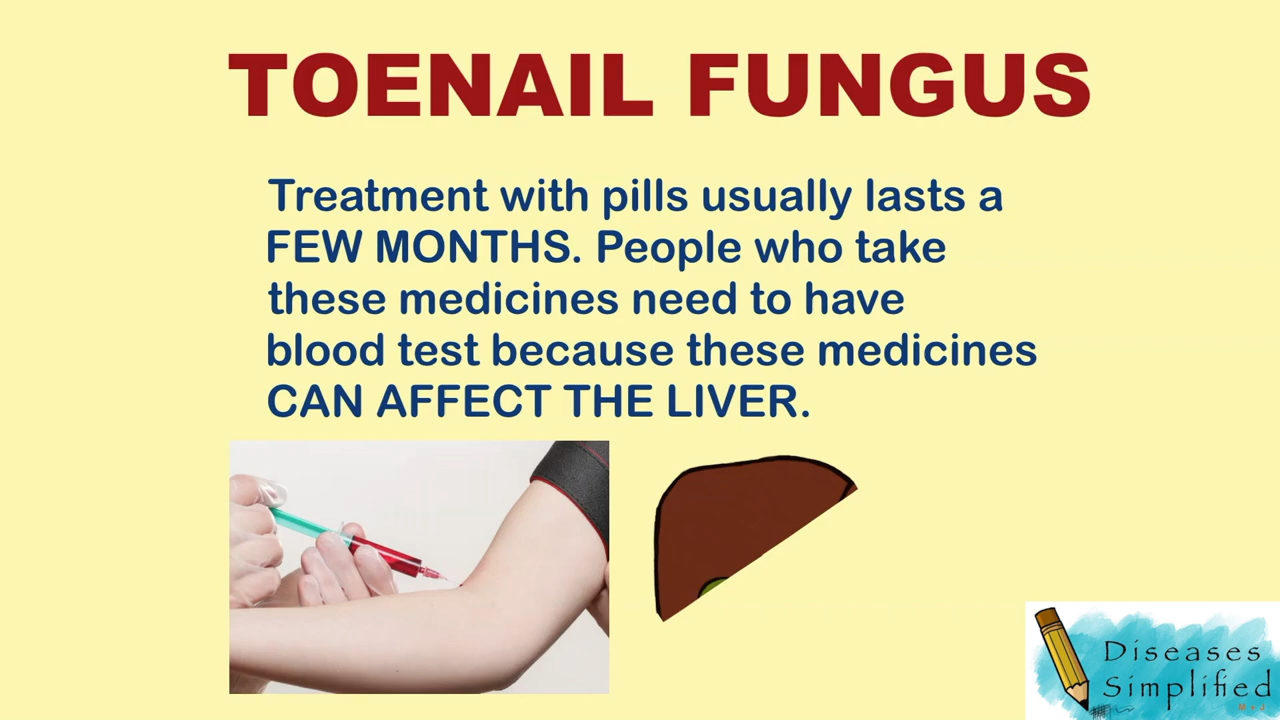 TOENAIL FUNGUS
Treatment with pills usually lasts a
FEW MONTHS. People who take
these medicines need to have
blood test because these medicines
CAN AFFECT THE LIVER.
Diseases
Simplified
Med